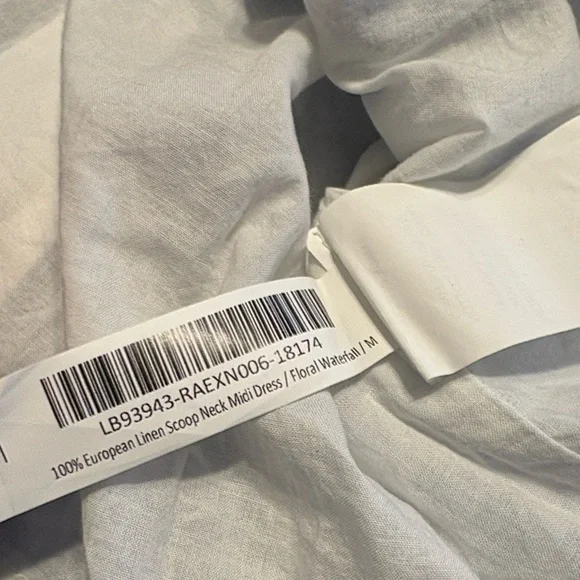 LB93943-RAEXN006-18174
100% European Linen Scoop Neck Midi Dress / Floral Waterfall / M